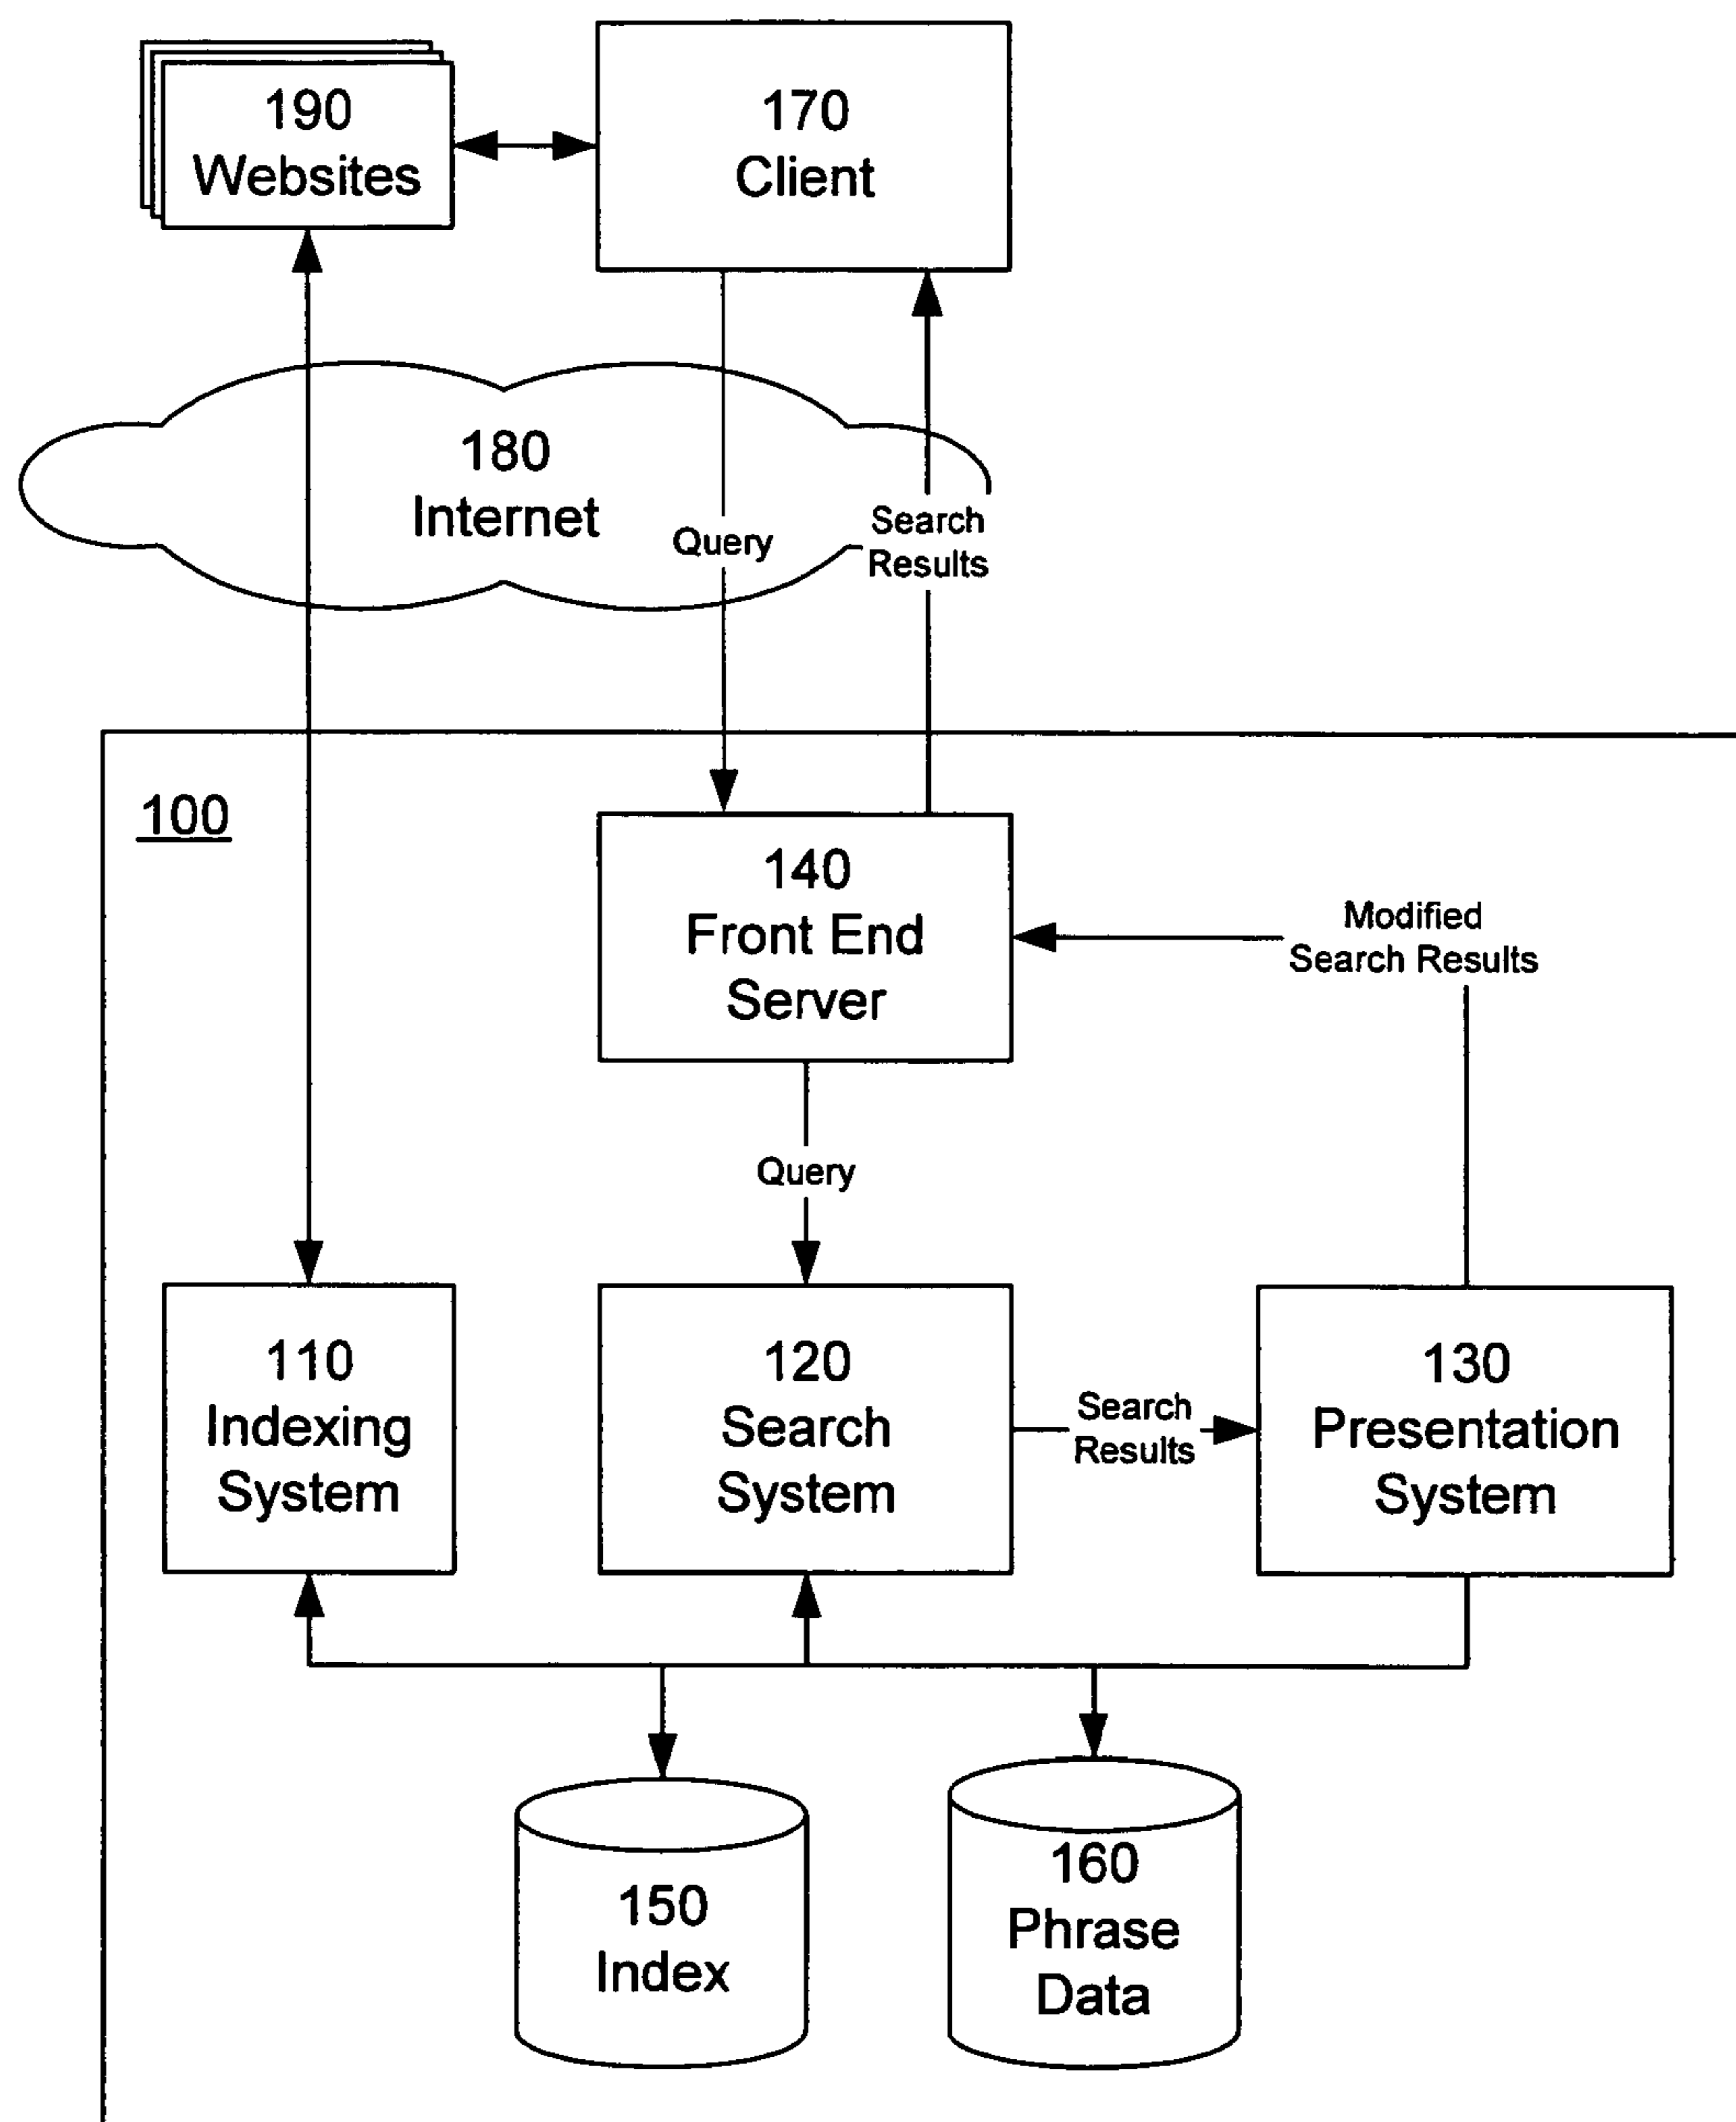 190
Websites
170
Client
180
Internet
Query
Search
Results
100
140
Front End
Server
Modified
Search Results
Query
110
Indexing
System
120
Search
System
Search
Results
130
Presentation
System
150
Index
160
Phrase
Data